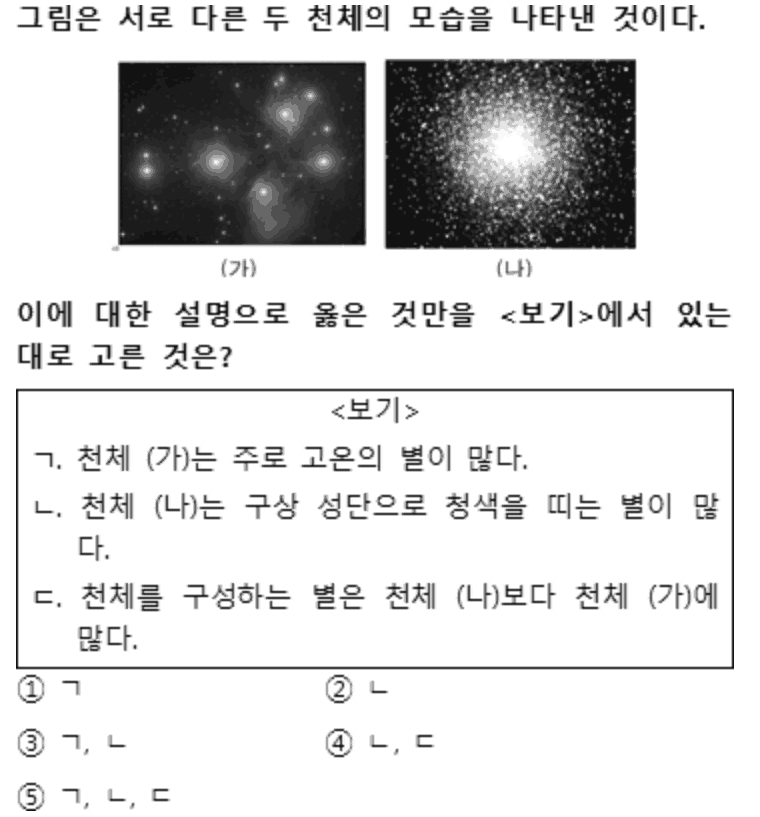 그림은 서로 다른 두 천체의 모습을 나타낸 것이다.
(가) (나)
이에 대한 설명으로 옳은 것만을 <보기>에서 있는
대로 고른 것은?
<보기>
ㄱ. 천체 (가)는 주로 고온의 별이 많다.
ㄴ. 천체 (나)는 구상 성단으로 청색을 띠는 별이 많
다.
ㄷ. 천체를 구성하는 별은 천체 (나)보다 천체 (가)에
많다.
① ㄱ ② ㄴ
③ ㄱ, ㄴ ④ ㄴ, ㄷ
⑤ ㄱ, ㄴ, ㄷ